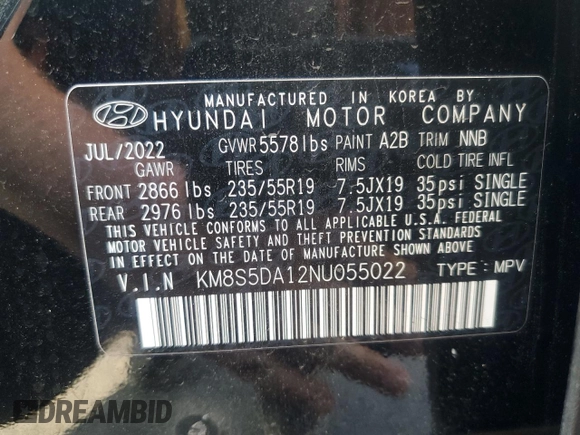 MANUFACTURED IN KOREA BY
HYUNDAI MOTOR COMPANY
JUL/2022 GVWR 5578 lbs PAINT A2B TRIM NNB
GAWR TIRES RIMS COLD TIRE INFL
FRONT 2866 lbs 235/55R19 7.5JX19 35psi SINGLE
REAR 2976 lbs 235/55R19 7.5JX19 35psi SINGLE
THIS VEHICLE CONFORMS TO ALL APPLICABLE U.S.A. FEDERAL
MOTOR VEHICLE SAFETY AND THEFT PREVENTION STANDARDS
IN EFFECT ON THE DATE OF MANUFACTURE SHOWN ABOVE.
V.I.N KM8S5DA12NU055022 TYPE: MPV
DREAMBID